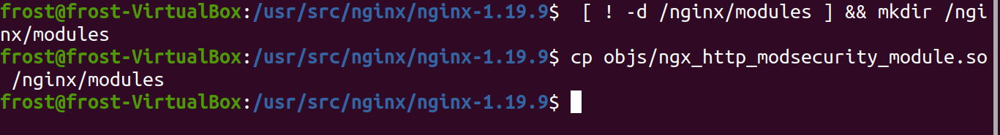 frost@frost-VirtualBox:/usr/src/nginx/nginx-1.19.9$  [ ! -d /nginx/modules ] && mkdir /ngi
nx/modules
frost@frost-VirtualBox:/usr/src/nginx/nginx-1.19.9$ cp objs/ngx_http_modsecurity_module.so
 /nginx/modules
frost@frost-VirtualBox:/usr/src/nginx/nginx-1.19.9$